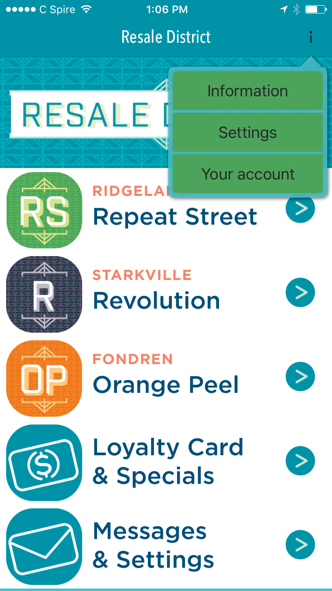 C Spire
1:06 PM
Resale District
i
Information
Settings
Your account
RESALE
RS
Repeat Street
STARKVILLE
R
Revolution
FONDREN
OP
Orange Peel
$
Loyalty Card
& Specials
Messages
& Settings